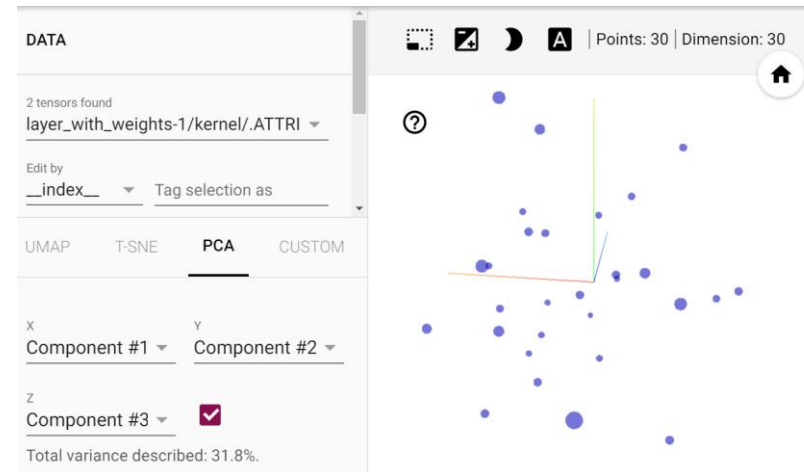 DATA
2 tensors found
layer_with_weights-1/kernel/.ATTRI
Edit by
__index__ Tag selection as
UMAP T-SNE PCA CUSTOM
X Y
Component #1 Component #2
Z
Component #3
Total variance described: 31.8%.
A | Points: 30 | Dimension: 30
?